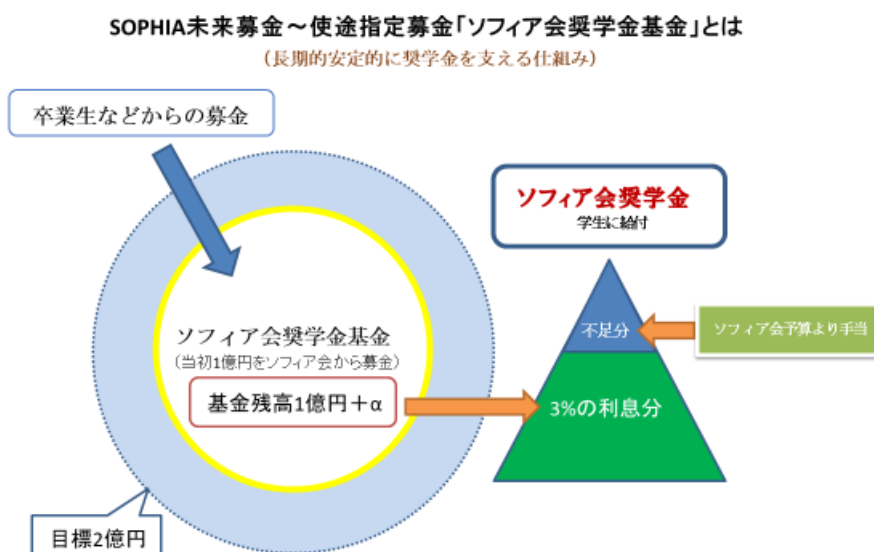 SOPHIA未来募金～使途指定募金「ソフィア会奨学金基金」とは
（長期的安定的に奨学金を支える仕組み）
卒業生などからの募金
ソフィア会奨学金
学生に給付
ソフィア会奨学金基金
（当初1億円をソフィア会から募金）
基金残高1億円＋α
不足分
ソフィア会予算より手当
3%の利息分
目標2億円